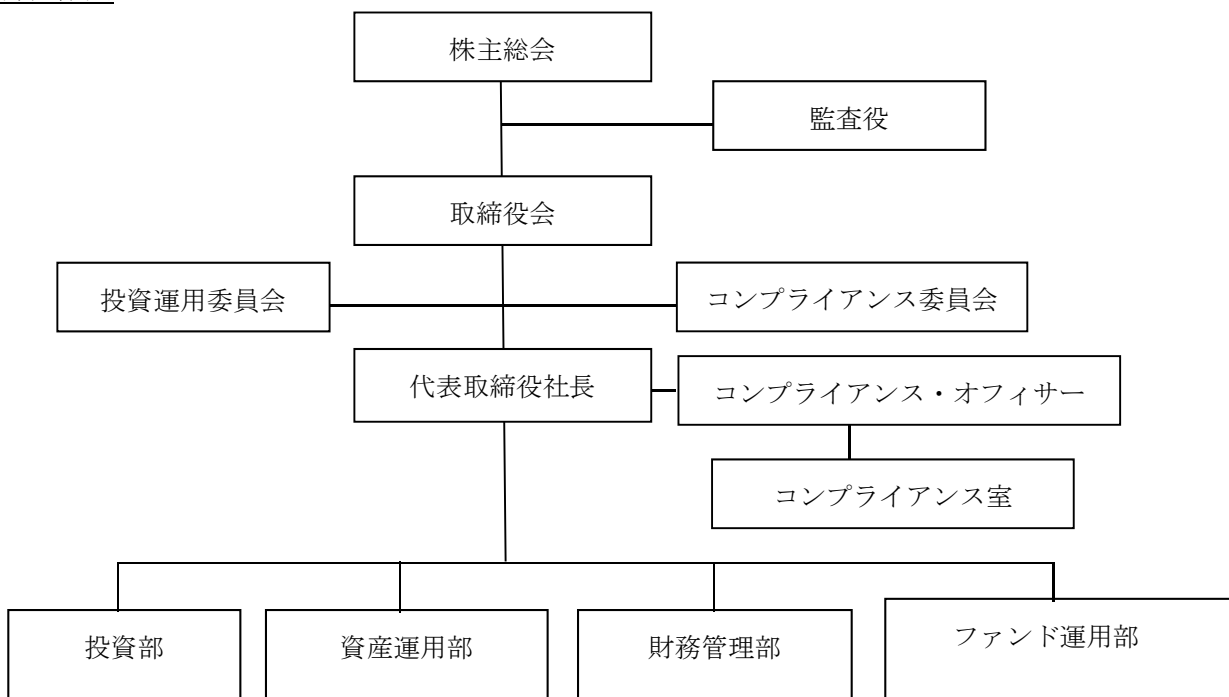 株主総会
監査役
取締役会
投資運用委員会
コンプライアンス委員会
代表取締役社長
コンプライアンス・オフィサー
コンプライアンス室
投資部
資産運用部
財務管理部
ファンド運用部